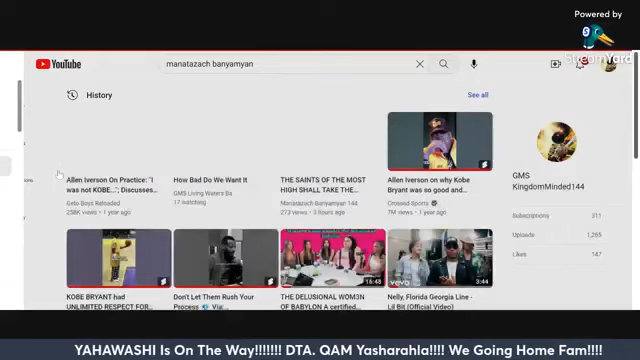 Powered by
StreamYard
YouTube
manatazach banyamyan
History
See all
Allen Iverson On Practice: "I
was not KOBE..."; Discusses...
Geto Boys Reloaded
258K views • 1 year ago
How Bad Do We Want It
GMS Living Waters Ba
17 watching
THE SAINTS OF THE MOST
HIGH SHALL TAKE THE...
Manatazach Banyamyan 144
273 views • 3 hours ago
Allen Iverson on why Kobe
Bryant was so good and...
Crossed Sports
7M views • 1 year ago
GMS
KingdomMinded144
Subscriptions
311
Uploads
1,265
Likes
147
KOBE BRYANT had
UNLIMITED RESPECT FOR...
Don't Let Them Rush Your
Process 💎 Via:...
16:48
THE DELUSIONAL WOM3N
OF BABYLON A certified...
vevo
3:44
Nelly, Florida Georgia Line -
Lil Bit (Official Video)
YAHAWASHI Is On The Way!!!!!!! DTA. QAM Yasharahla!!!! We Going Home Fam!!!!